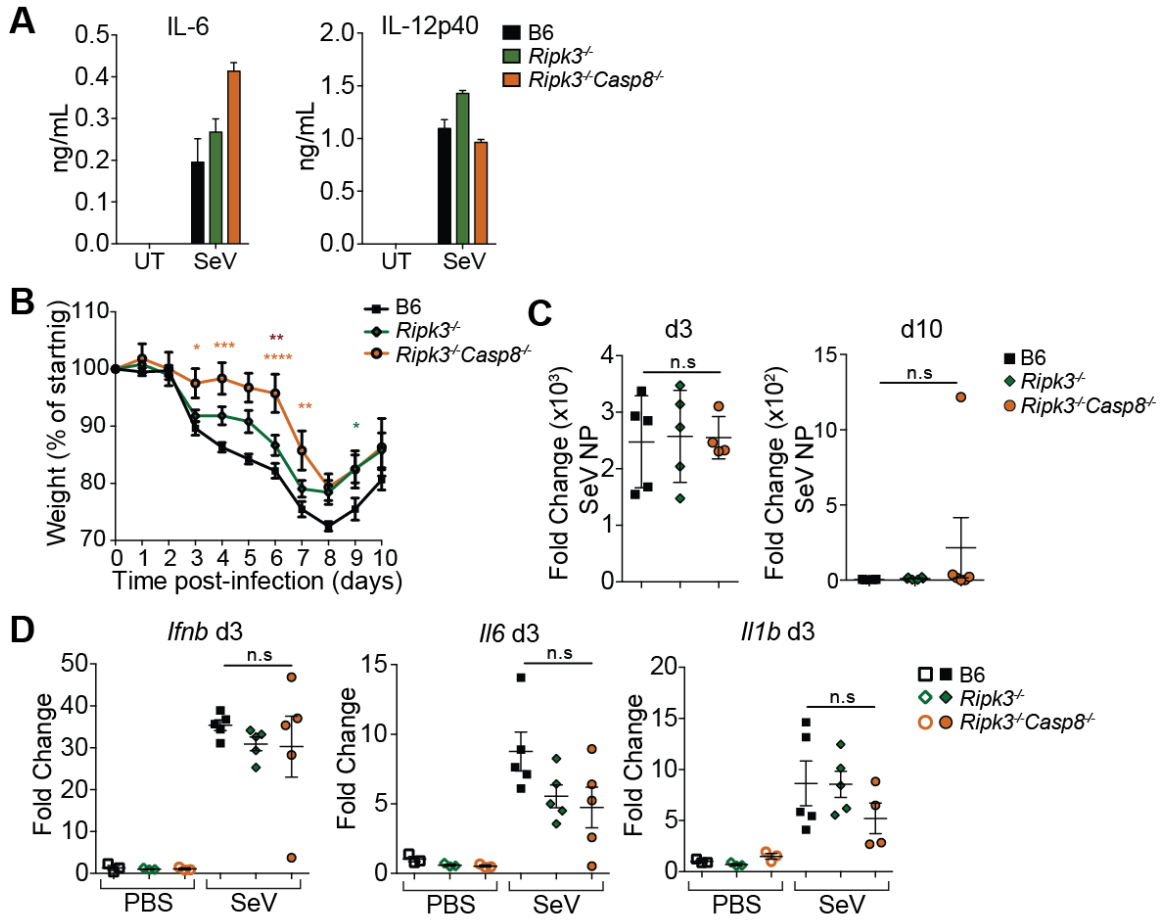 A
IL-6
IL-12p40
B6
Ripk3-/-
Ripk3-/-Casp8-/-
ng/mL
0.5
0.4
0.3
0.2
0.1
0.0
UT
SeV
ng/mL
2.0
1.5
1.0
0.5
0.0
UT
SeV
B
Weight (% of startnig)
110
100
90
80
70
0 1 2 3 4 5 6 7 8 9 10
Time post-infection (days)
* *** ** **** ** *
B6
Ripk3-/-
Ripk3-/-Casp8-/-
C
d3
n.s
Fold Change (x10³)
SeV NP
4
3
2
1
0
d10
n.s
Fold Change (x10²)
SeV NP
15
10
5
0
B6
Ripk3-/-
Ripk3-/-Casp8-/-
D
Ifnb d3
n.s
Fold Change
50
40
30
20
10
0
PBS
SeV
Il6 d3
n.s
Fold Change
15
10
5
0
PBS
SeV
Il1b d3
n.s
Fold Change
20
15
10
5
0
PBS
SeV
B6
Ripk3-/-
Ripk3-/-Casp8-/-